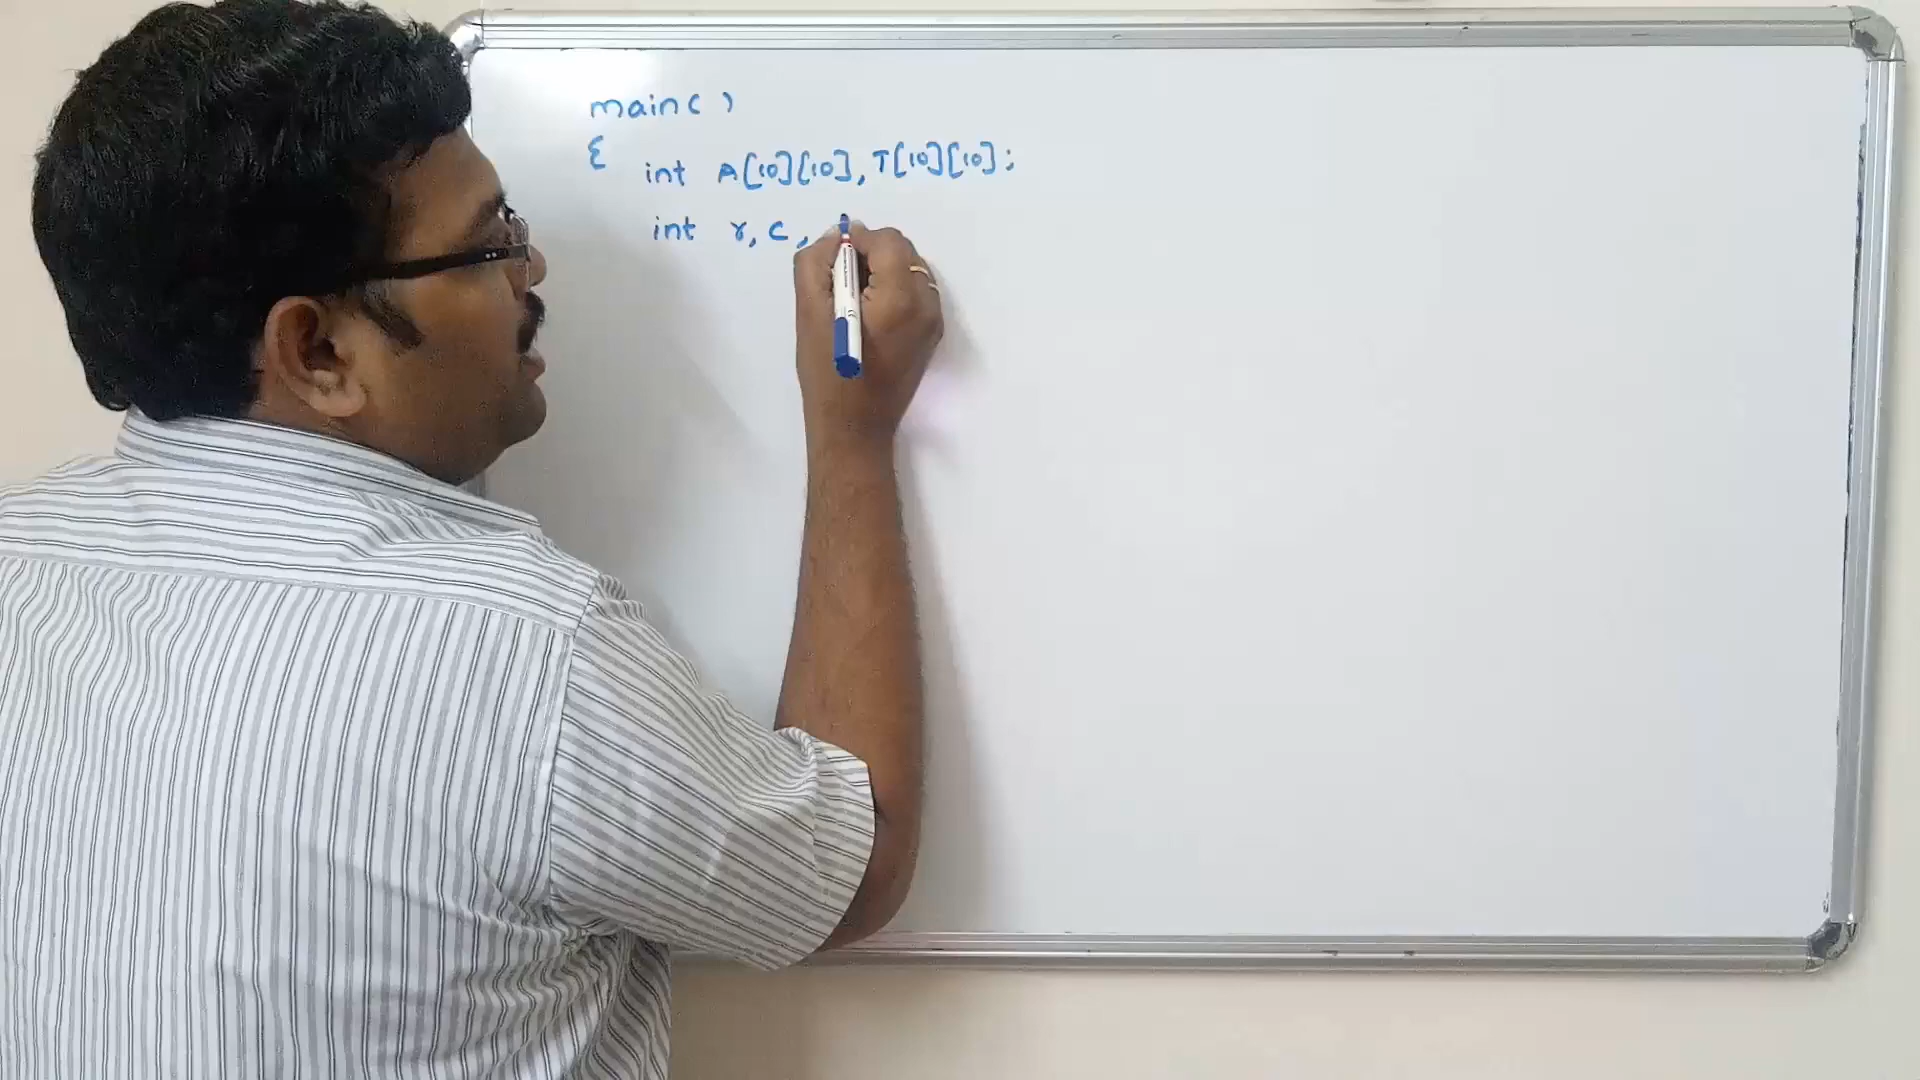 main( )
{
int A[10][10], T[10][10];
int r, c,